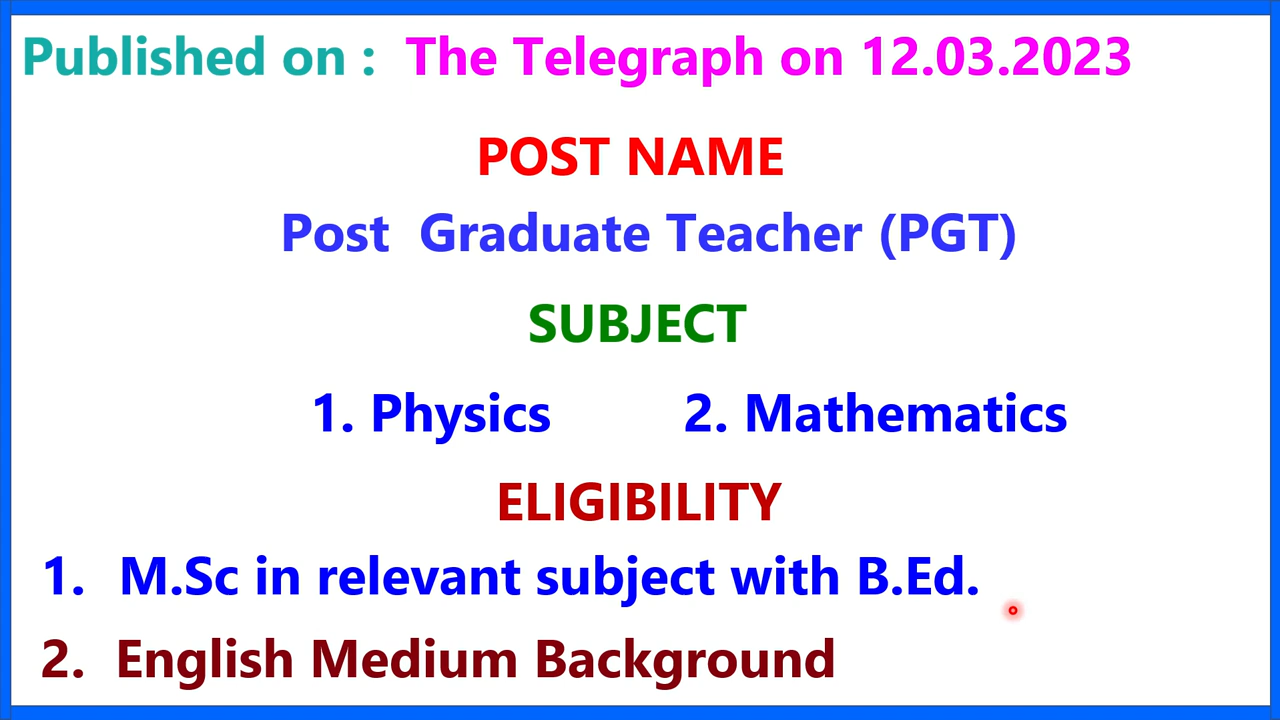 Published on : The Telegraph on 12.03.2023
POST NAME
Post Graduate Teacher (PGT)
SUBJECT
1. Physics 2. Mathematics
ELIGIBILITY
1. M.Sc in relevant subject with B.Ed.
2. English Medium Background